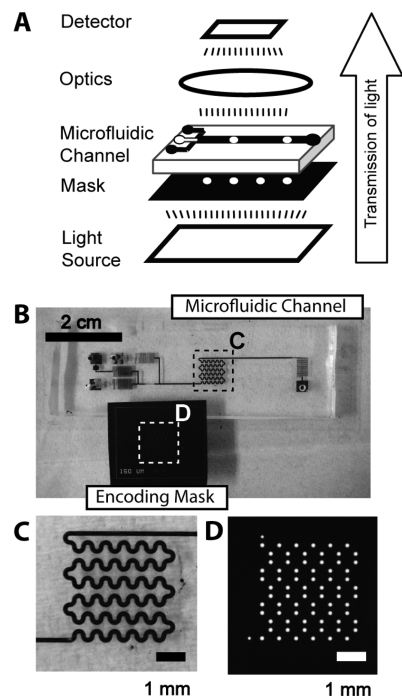 A
Detector
Optics
Microfluidic
Channel
Mask
Light
Source
Transmission of light
B
Microfluidic Channel
2 cm
C
D
160 um
Encoding Mask
C
D
1 mm
1 mm